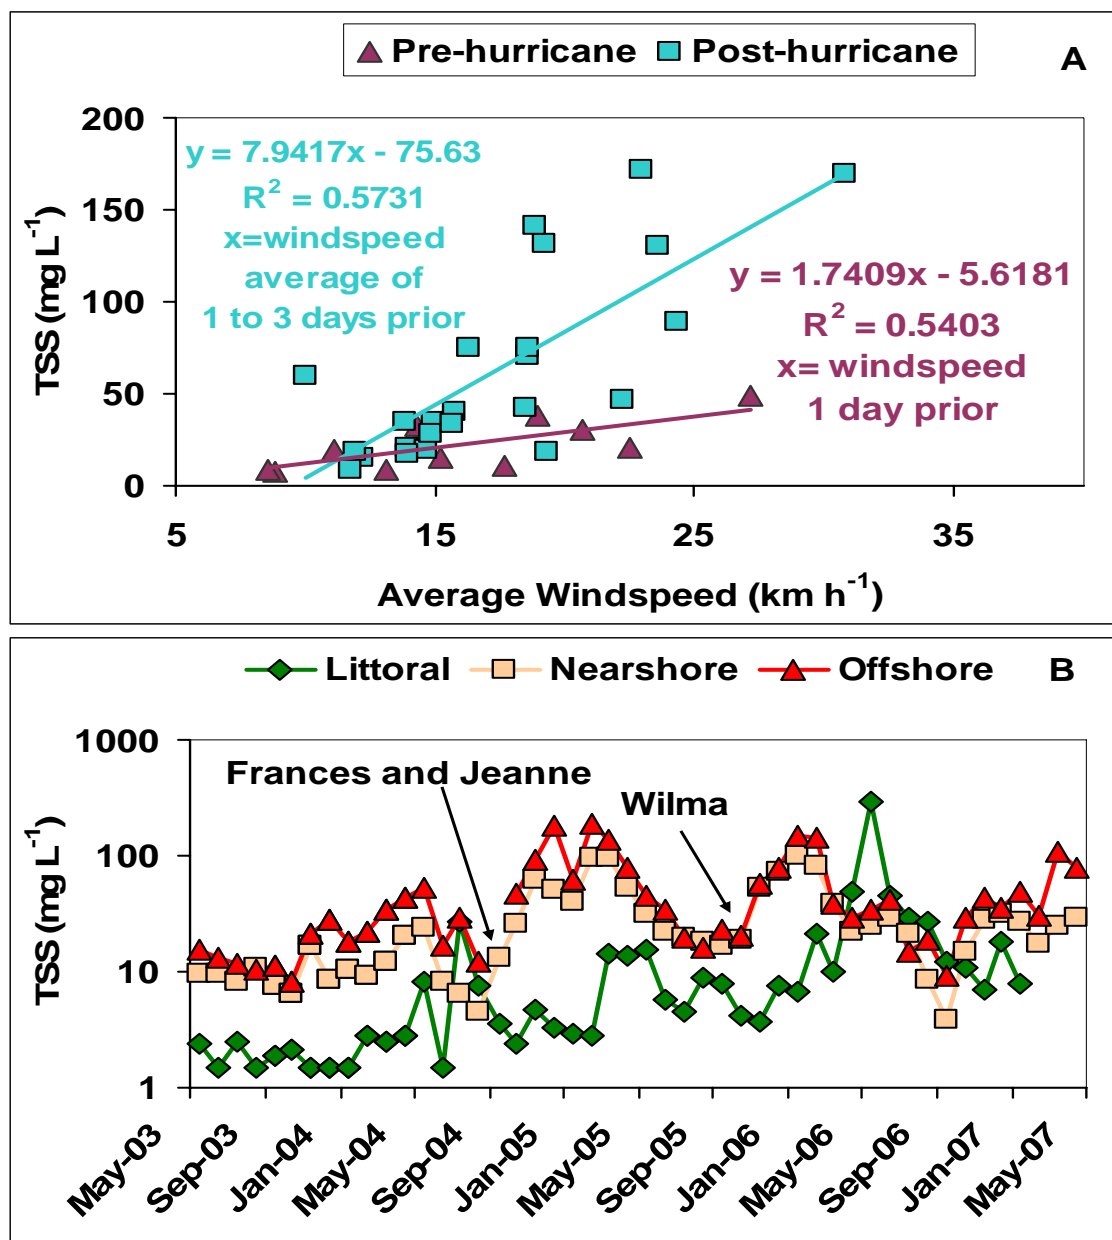 Pre-hurricane Post-hurricane A
200
150
100
50
0
TSS (mg L⁻¹)
y = 7.9417x - 75.63
R² = 0.5731
x=windspeed
average of
1 to 3 days prior
y = 1.7409x - 5.6181
R² = 0.5403
x= windspeed
1 day prior
5 15 25 35
Average Windspeed (km h⁻¹)
Littoral Nearshore Offshore B
1000
100
10
1
TSS (mg L⁻¹)
Frances and Jeanne
Wilma
May-03 Sep-03 Jan-04 May-04 Sep-04 Jan-05 May-05 Sep-05 Jan-06 May-06 Sep-06 Jan-07 May-07